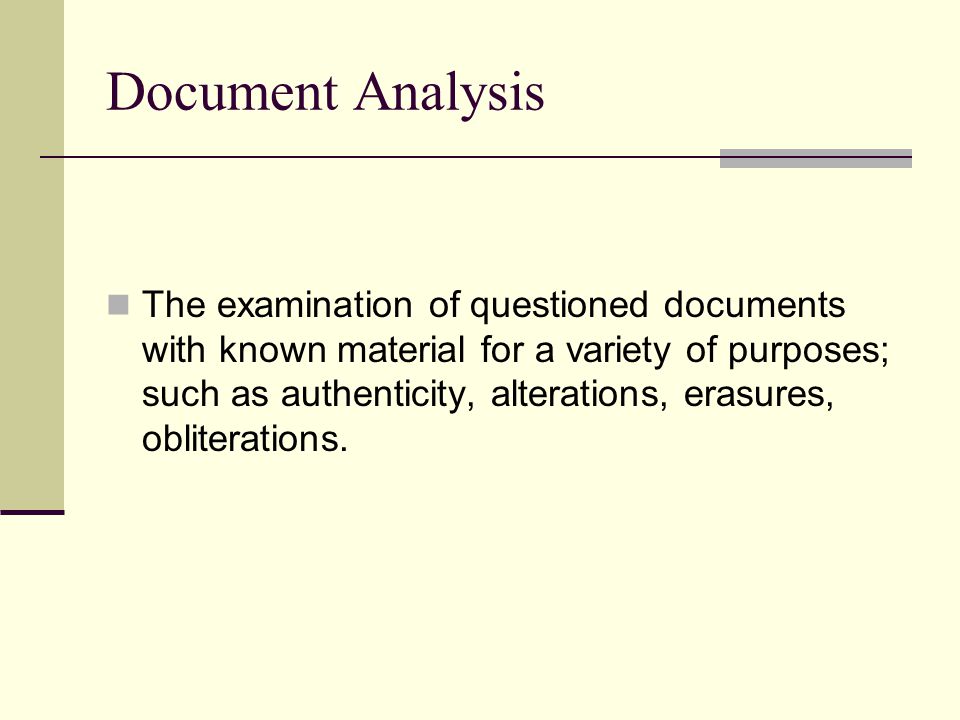 Document Analysis
The examination of questioned documents
with known material for a variety of purposes;
such as authenticity, alterations, erasures,
obliterations.